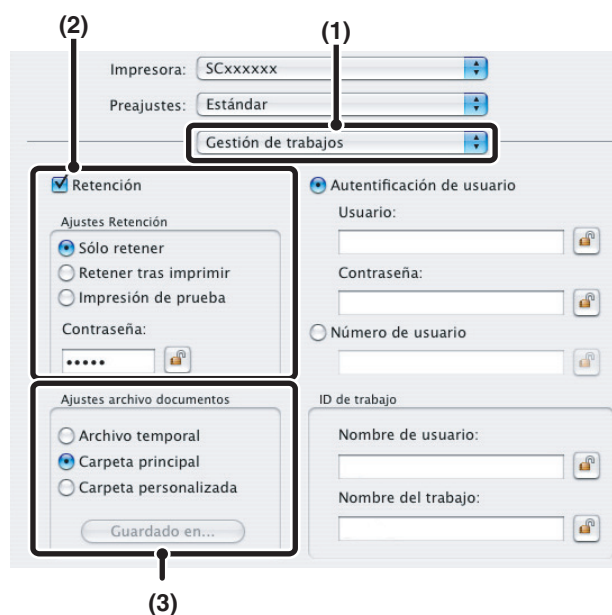 (2)
(1)
Impresora: SCxxxxxx
Preajustes: Estándar
Gestión de trabajos
Retención
Ajustes Retención
Sólo retener
Retener tras imprimir
Impresión de prueba
Contraseña:
•••••
Autentificación de usuario
Usuario:
Contraseña:
Número de usuario
Ajustes archivo documentos
Archivo temporal
Carpeta principal
Carpeta personalizada
Guardado en...
ID de trabajo
Nombre de usuario:
Nombre del trabajo:
(3)